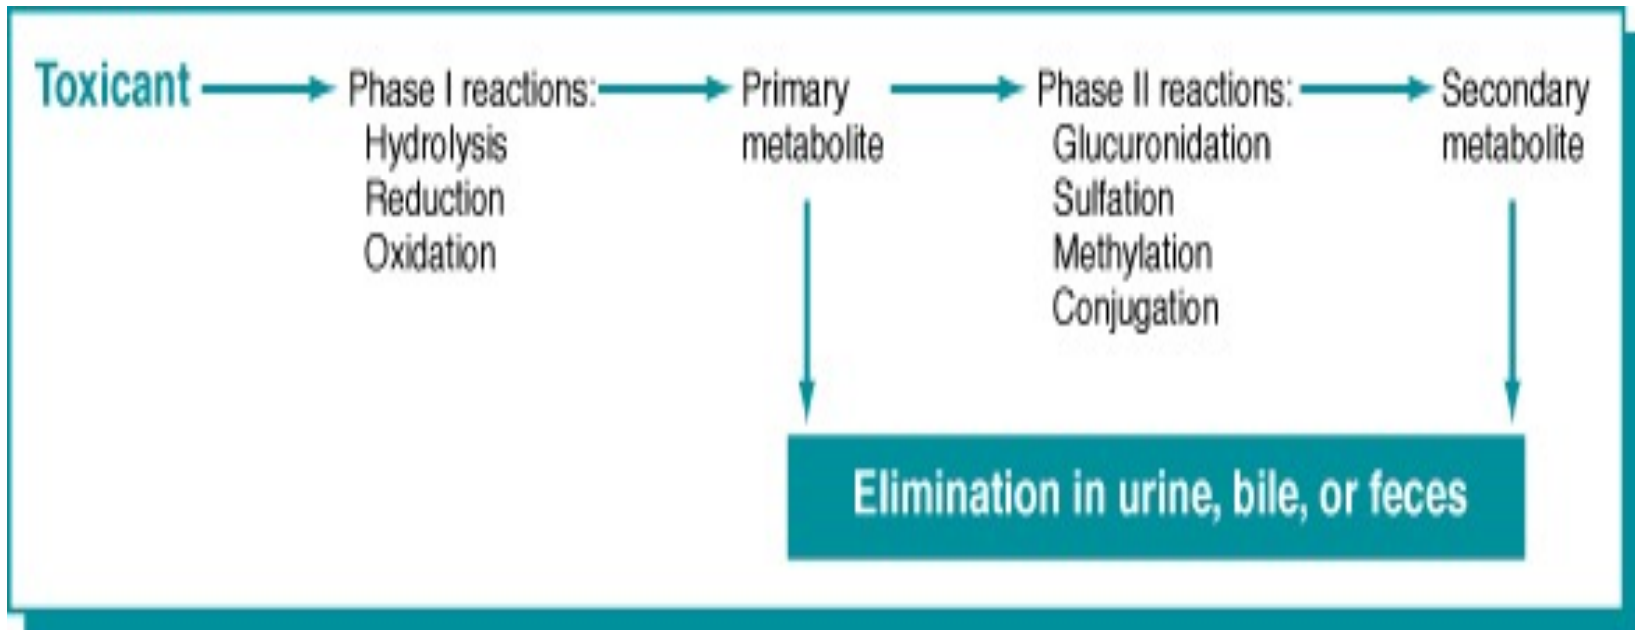 Toxicant
Phase I reactions:
Hydrolysis
Reduction
Oxidation
Primary
metabolite
Phase II reactions:
Glucuronidation
Sulfation
Methylation
Conjugation
Secondary
metabolite
Elimination in urine, bile, or feces